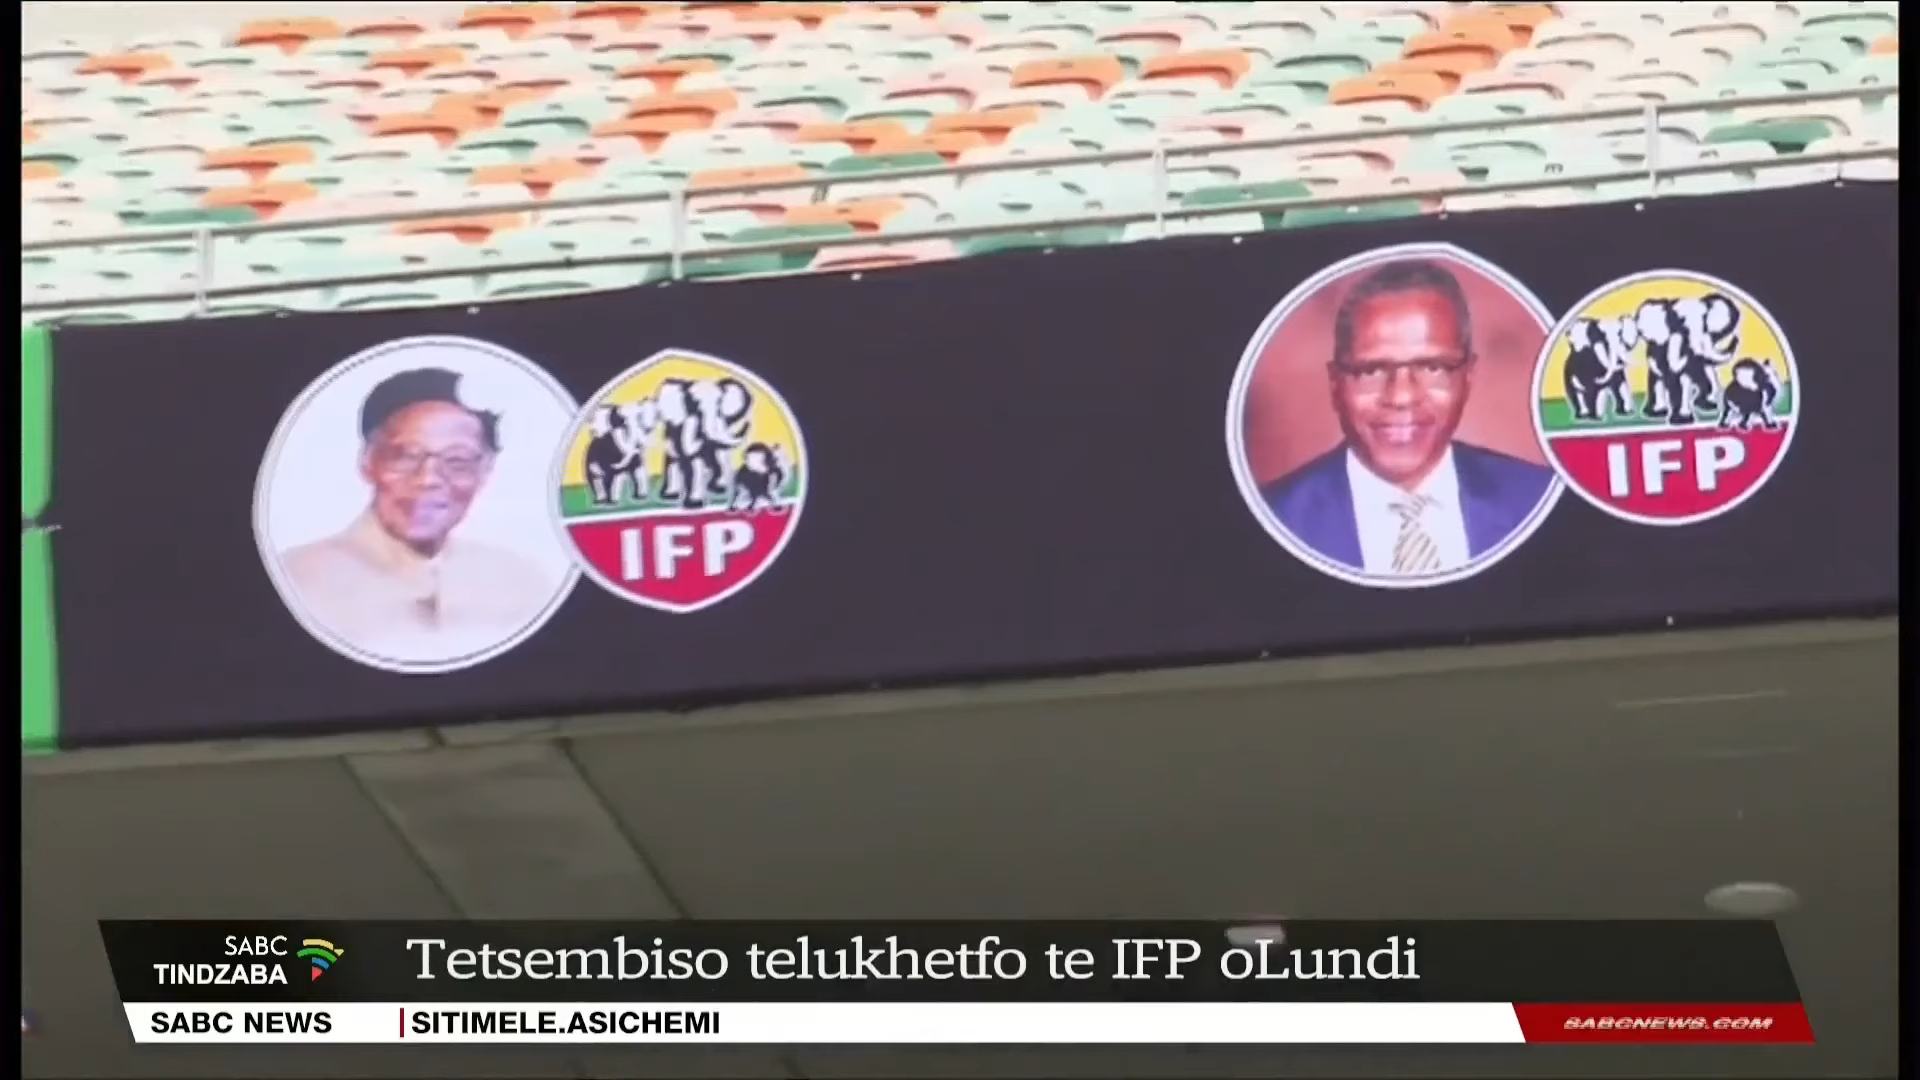 IFP
IFP
SABC
TINDZABA
Tetsembiso telukhetfo te IFP oLundi
SABC NEWS
SITIMELE.ASICHEMI
SABCNEWS.COM